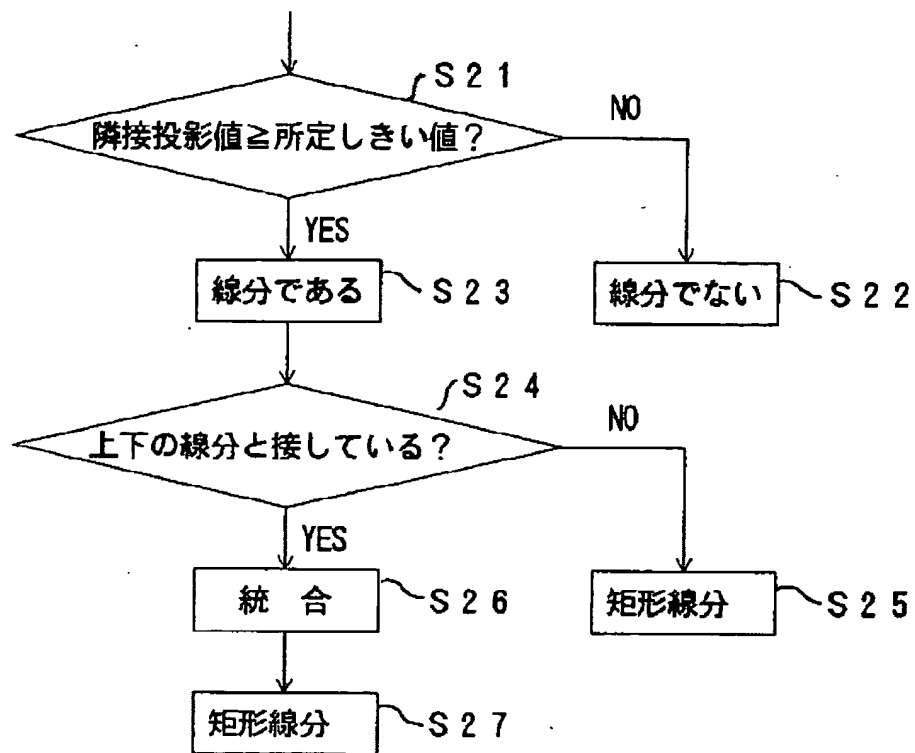 S21
隣接投影値≧所定しきい値?
NO
YES
線分である
S23
線分でない
S22
S24
上下の線分と接している?
NO
YES
統 合
S26
矩形線分
S25
矩形線分
S27